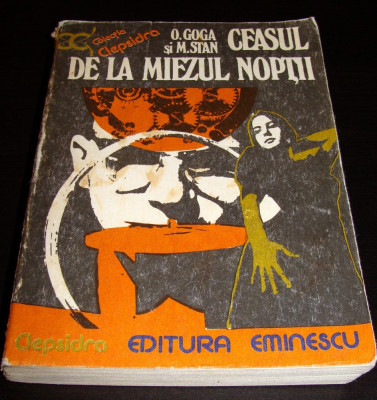 Colecția
Clepsidra
O. GOGA
și M. STAN
CEASUL
DE LA MIEZUL NOPȚII
Clepsidra
EDITURA EMINESCU